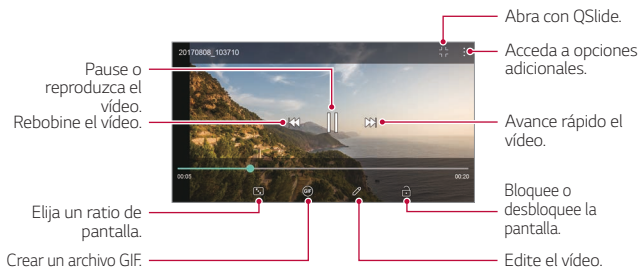 Abra con QSlide.
20170808_103710
Acceda a opciones
adicionales.
Pause o
reproduzca el
vídeo.
Rebobine el vídeo.
Avance rápido el
vídeo.
00:05
00:20
GIF
Elija un ratio de
pantalla.
Bloquee o
desbloquee la
pantalla.
Crear un archivo GIF.
Edite el vídeo.